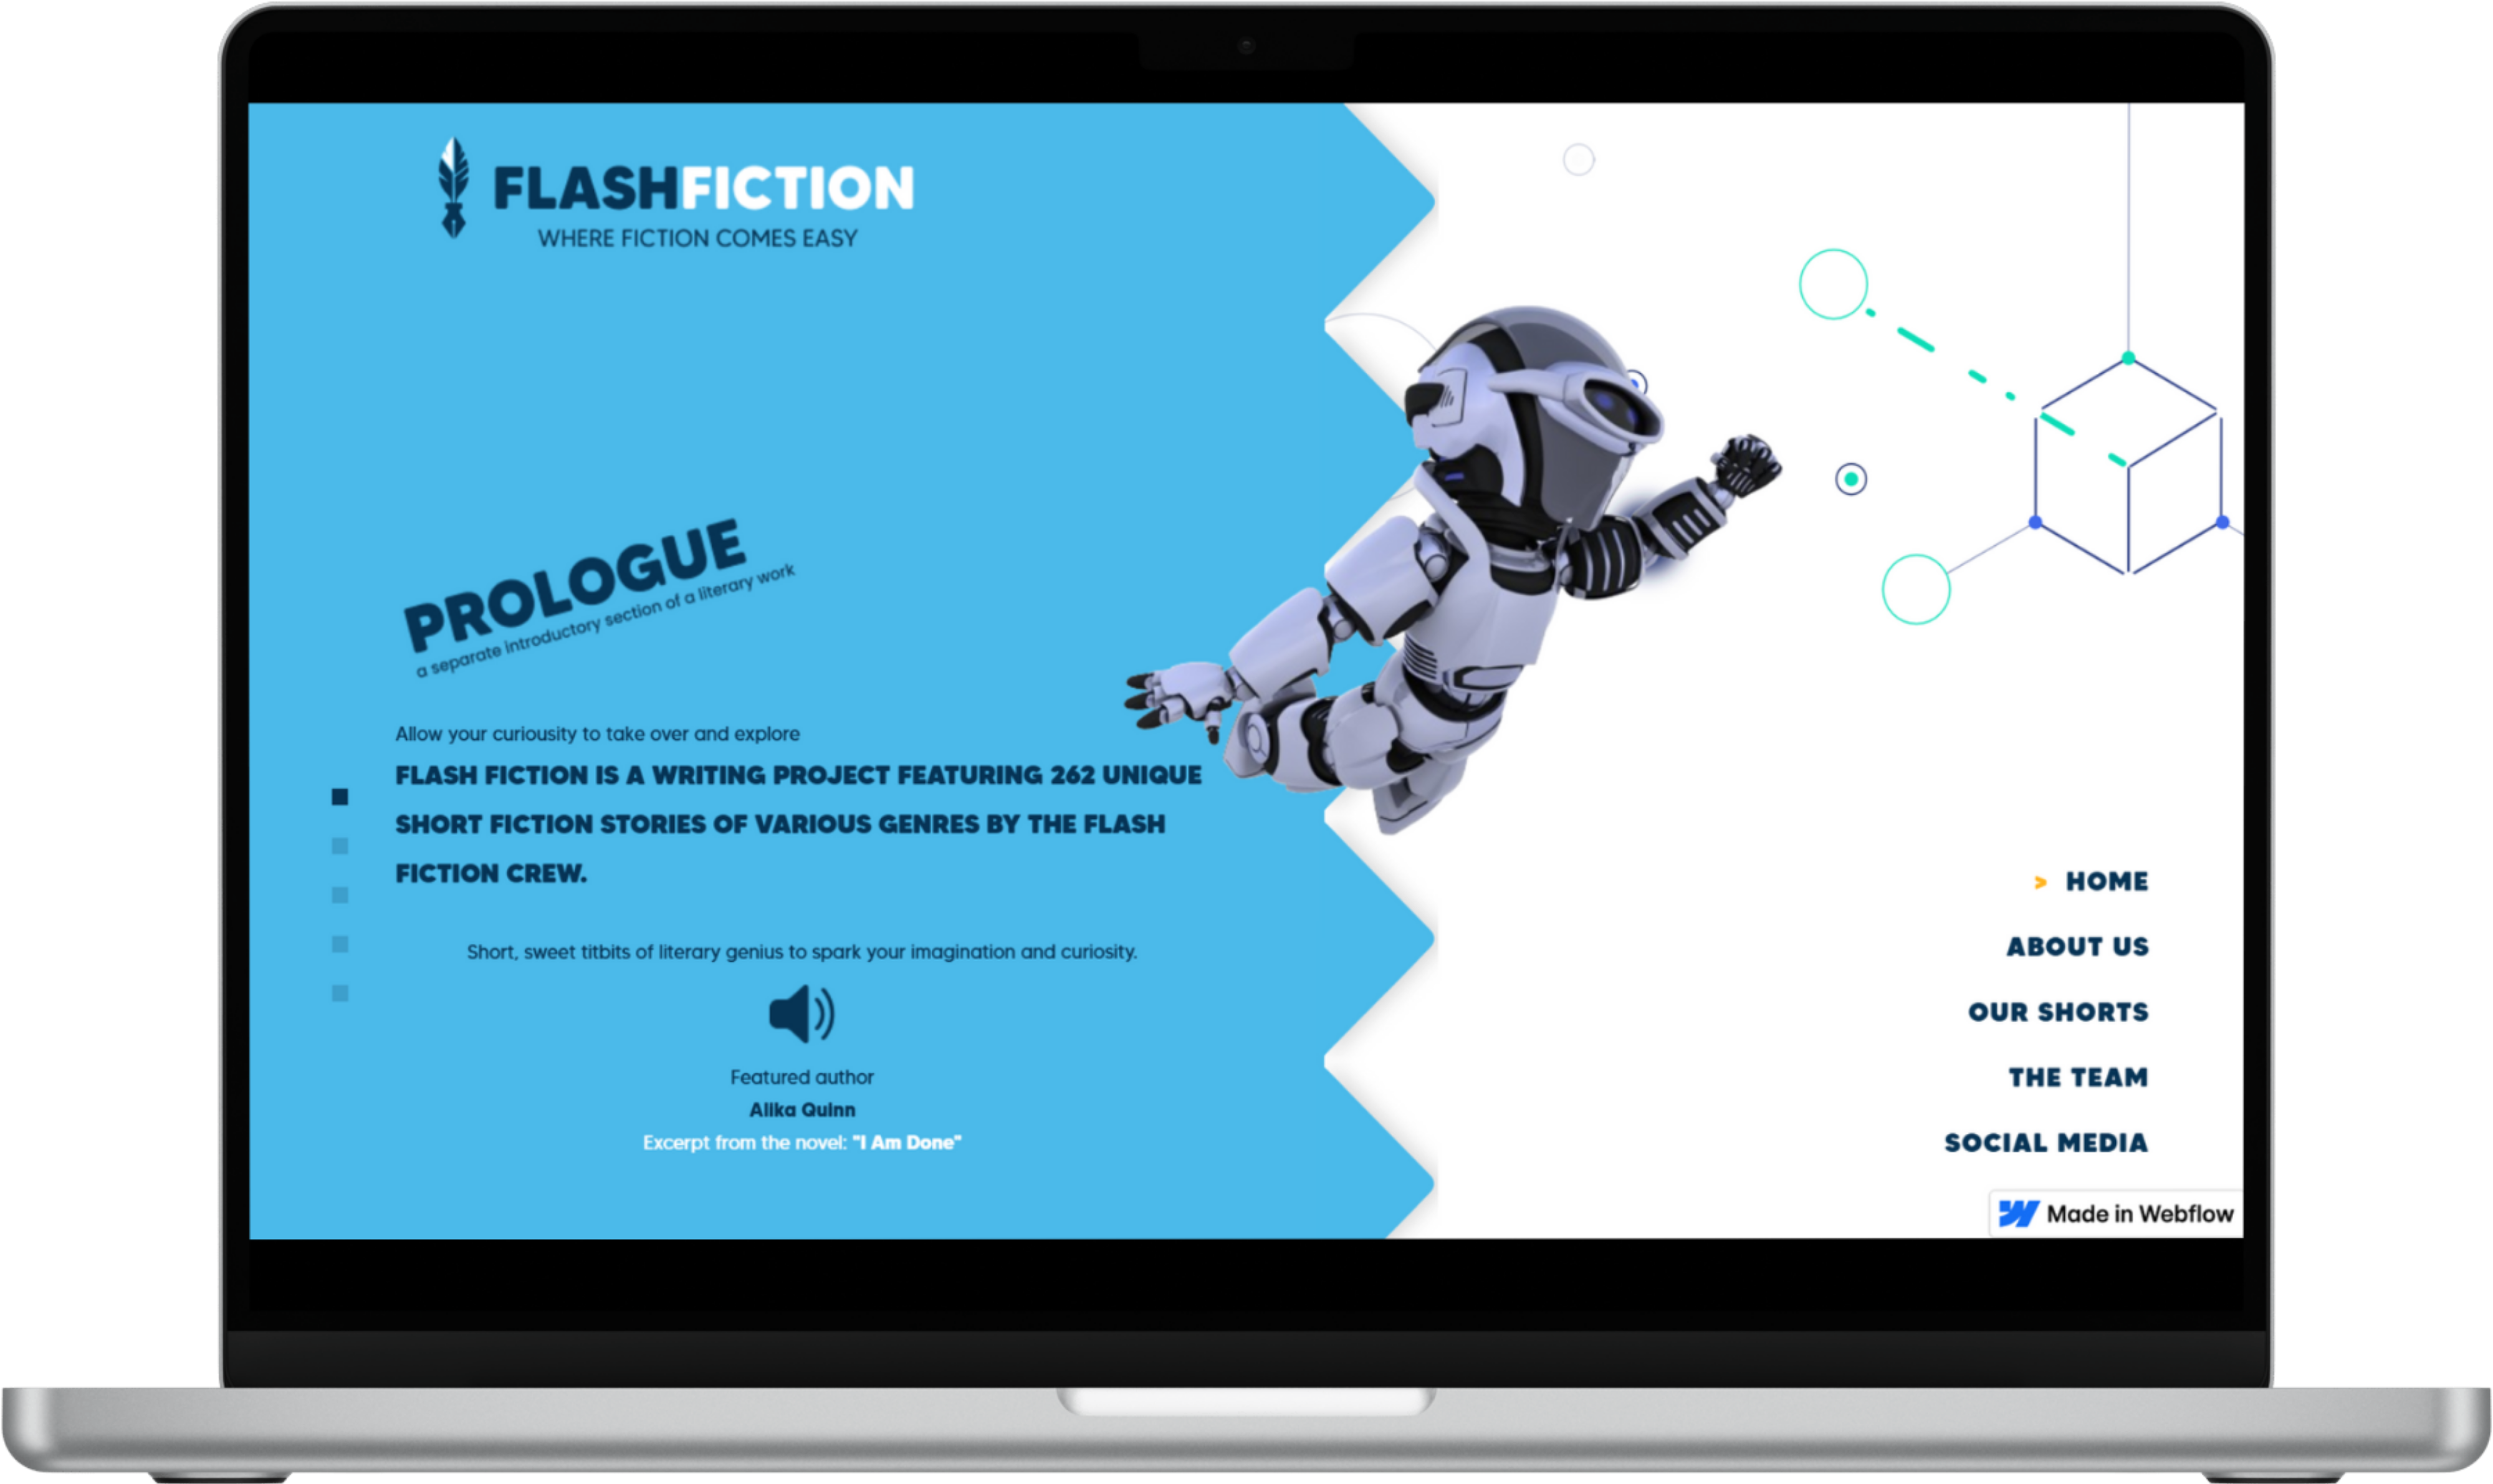 FLASHFICTION
WHERE FICTION COMES EASY
PROLOGUE
a separate introductory section of a literary work
Allow your curiousity to take over and explore
FLASH FICTION IS A WRITING PROJECT FEATURING 262 UNIQUE
SHORT FICTION STORIES OF VARIOUS GENRES BY THE FLASH
FICTION CREW.
Short, sweet titbits of literary genius to spark your imagination and curiosity.
Featured author
Alika Quinn
Excerpt from the novel: "I Am Done"
> HOME
ABOUT US
OUR SHORTS
THE TEAM
SOCIAL MEDIA
Made in Webflow